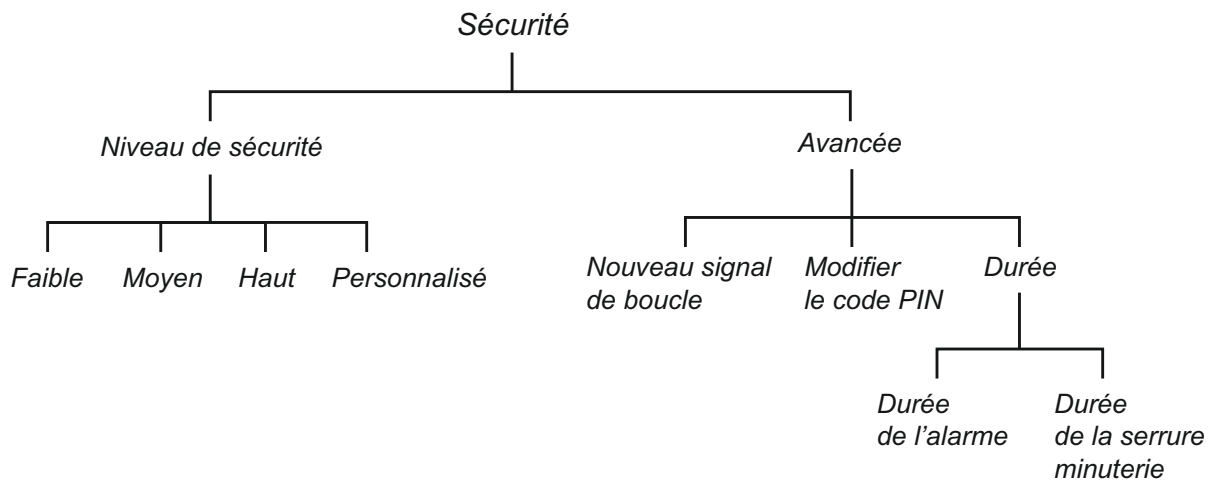 Sécurité
Niveau de sécurité
Avancée
Faible
Moyen
Haut
Personnalisé
Nouveau signal
de boucle
Modifier
le code PIN
Durée
Durée
de l’alarme
Durée
de la serrure
minuterie